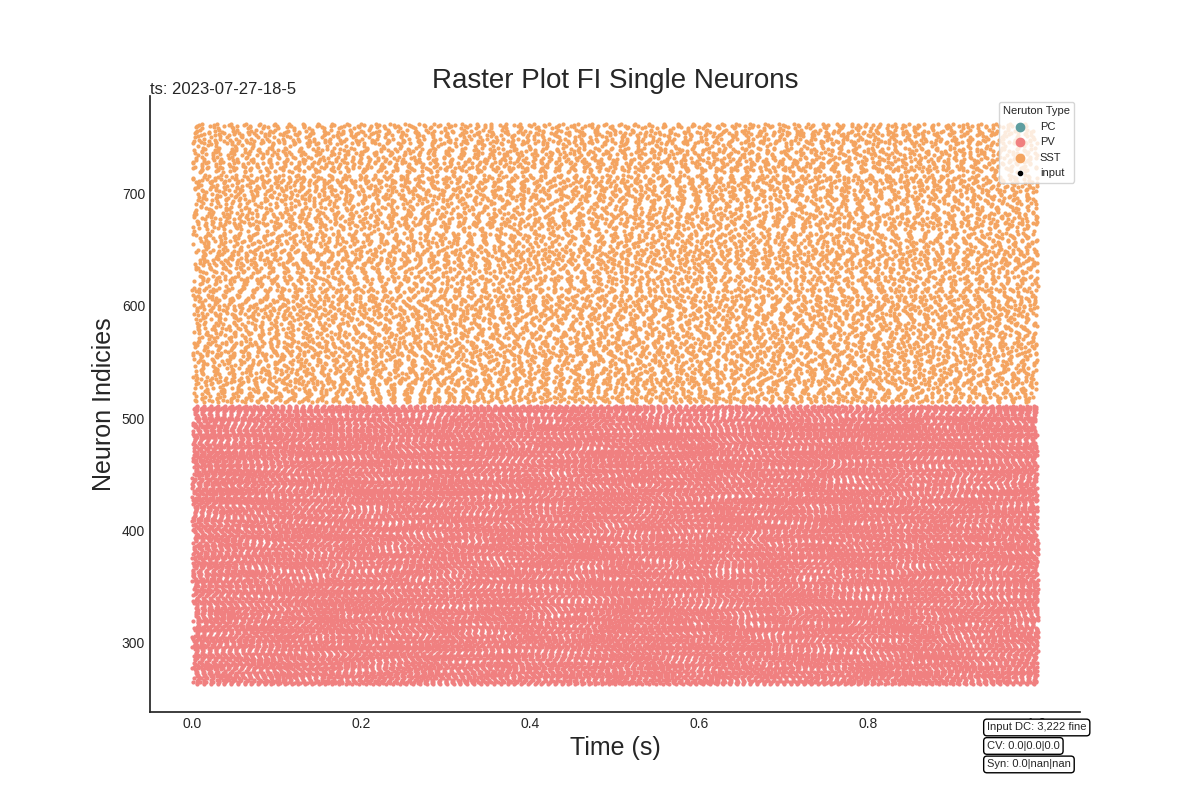 Raster Plot FI Single Neurons
ts: 2023-07-27-18-5
Neruton Type
PC
PV
SST
input
700
600
500
400
300
Neuron Indicies
0.0 0.2 0.4 0.6 0.8
Time (s)
Input DC: 3,222 fine
CV: 0.0|0.0|0.0
Syn: 0.0|nan|nan